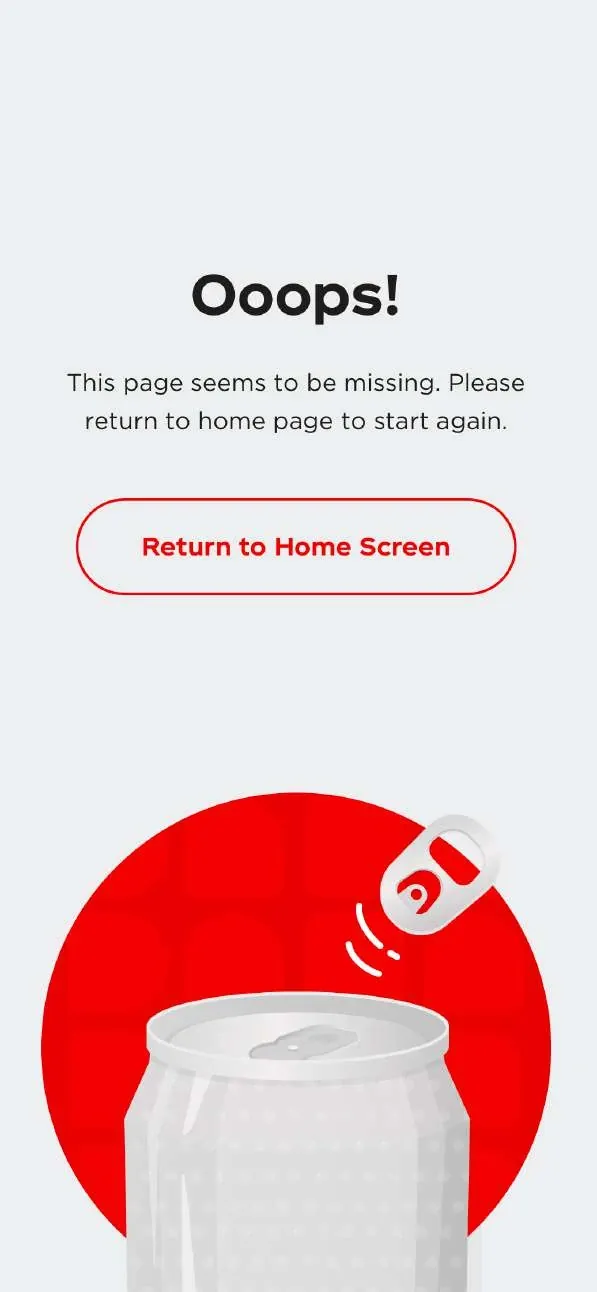 Ooops!
This page seems to be missing. Please
return to home page to start again.
Return to Home Screen